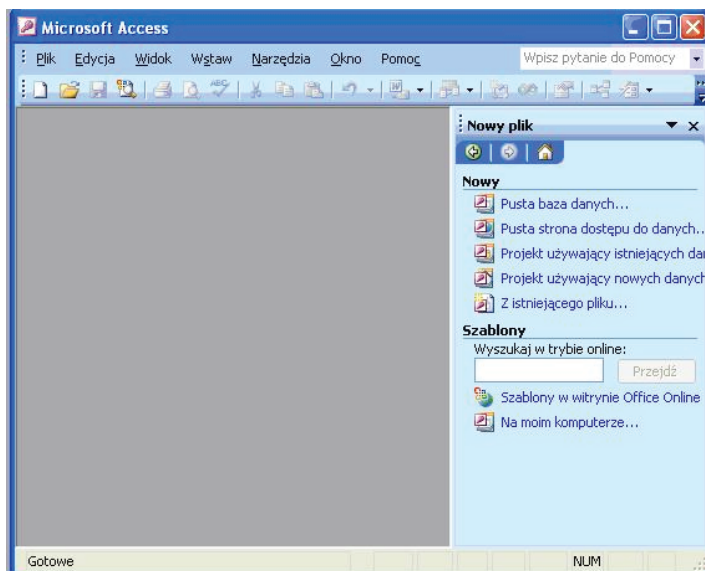 Microsoft Access
Plik Edycja Widok Wstaw Narzędzia Okno Pomoc Wpisz pytanie do Pomocy
Nowy plik
Nowy
Pusta baza danych...
Pusta strona dostępu do danych..
Projekt używający istniejących dan
Projekt używający nowych danych
Z istniejącego pliku...
Szablony
Wyszukaj w trybie online:
Przejdź
Szablony w witrynie Office Online
Na moim komputerze...
Gotowe NUM